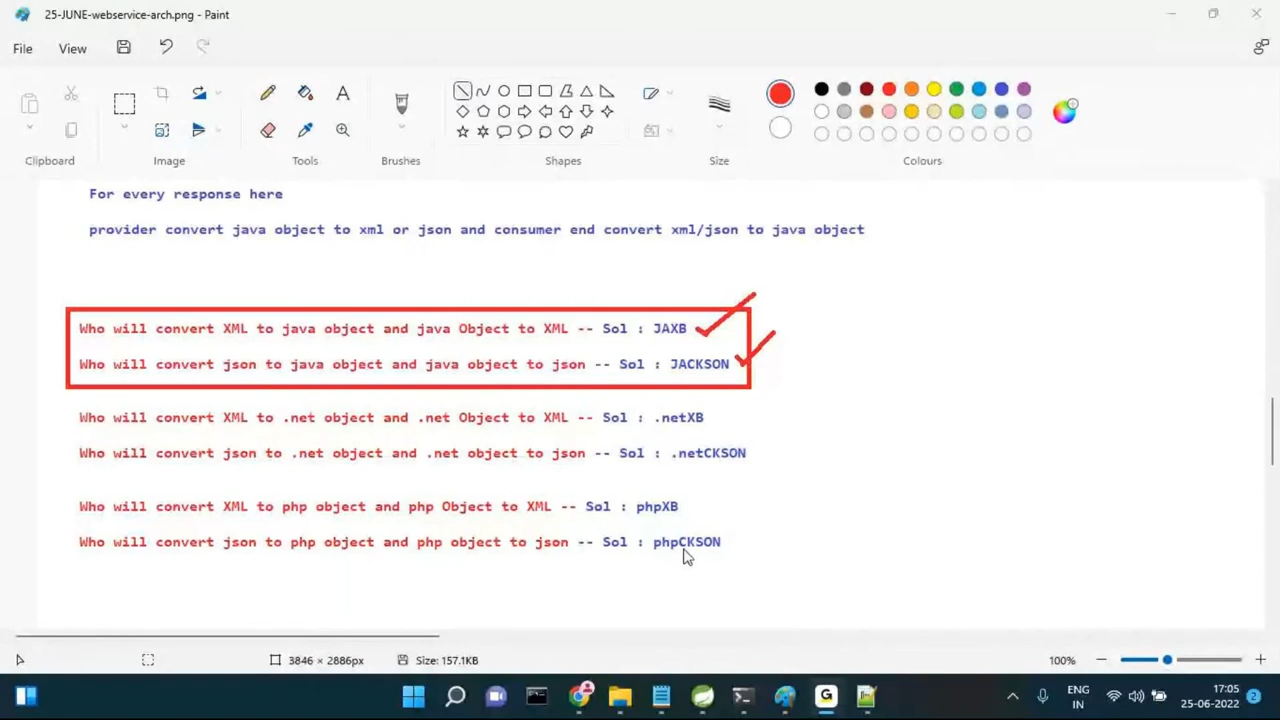 25-JUNE-webservice-arch.png - Paint
File View
Clipboard Image Tools Brushes Shapes Size Colours
For every response here
provider convert java object to xml or json and consumer end convert xml/json to java object
Who will convert XML to java object and java Object to XML -- Sol : JAXB
Who will convert json to java object and java object to json -- Sol : JACKSON
Who will convert XML to .net object and .net Object to XML -- Sol : .netXB
Who will convert json to .net object and .net object to json -- Sol : .netCKSON
Who will convert XML to php object and php Object to XML -- Sol : phpXB
Who will convert json to php object and php object to json -- Sol : phpCKSON
3846 × 2886px Size: 157.1KB 100%
ENG 17:05
IN 25-06-2022 2